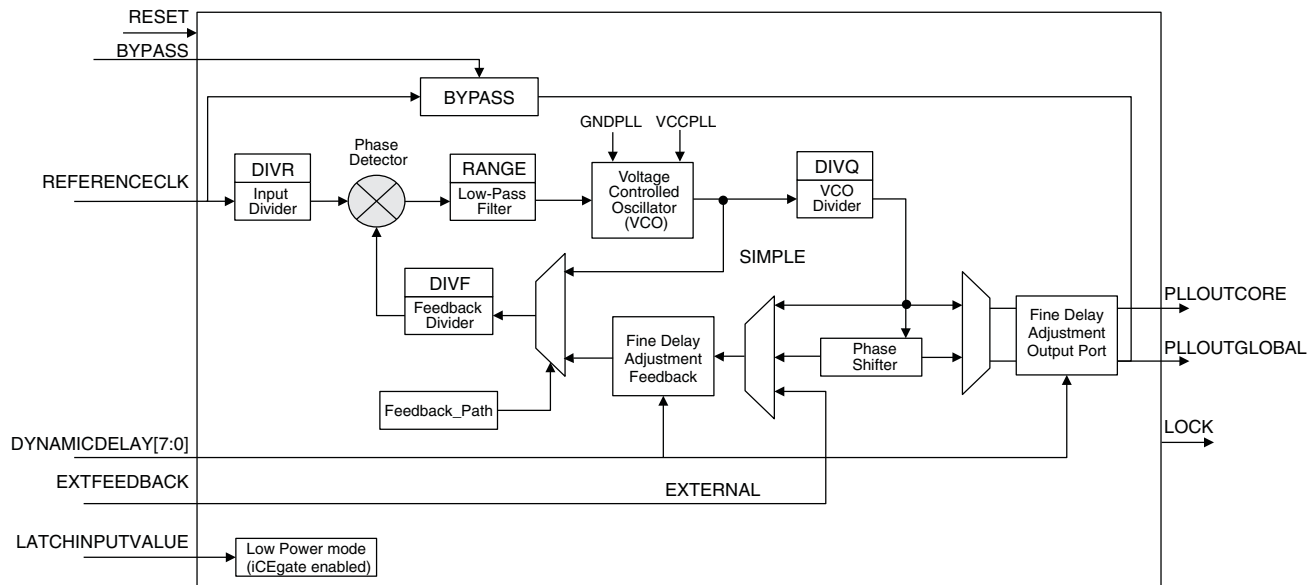 RESET
BYPASS
BYPASS
GNDPLL
VCCPLL
REFERENCECLK
DIVR
Input
Divider
Phase
Detector
RANGE
Low-Pass
Filter
Voltage
Controlled
Oscillator
(VCO)
DIVQ
VCO
Divider
SIMPLE
DIVF
Feedback
Divider
Fine Delay
Adjustment
Feedback
Phase
Shifter
Fine Delay
Adjustment
Output Port
PLLOUTCORE
PLLOUTGLOBAL
Feedback_Path
LOCK
DYNAMICDELAY[7:0]
EXTFEEDBACK
EXTERNAL
LATCHINPUTVALUE
Low Power mode
(iCEgate enabled)